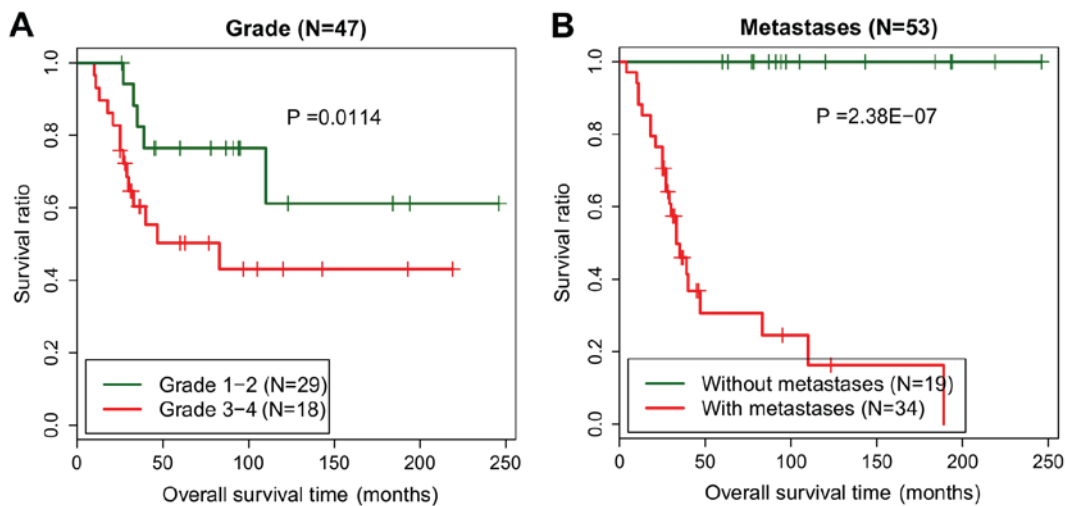 A
Grade (N=47)
P =0.0114
Survival ratio
1.0
0.8
0.6
0.4
0.2
0.0
Grade 1−2 (N=29)
Grade 3−4 (N=18)
0 50 100 150 200 250
Overall survival time (months)
B
Metastases (N=53)
P =2.38E−07
Survival ratio
1.0
0.8
0.6
0.4
0.2
0.0
Without metastases (N=19)
With metastases (N=34)
0 50 100 150 200 250
Overall survival time (months)